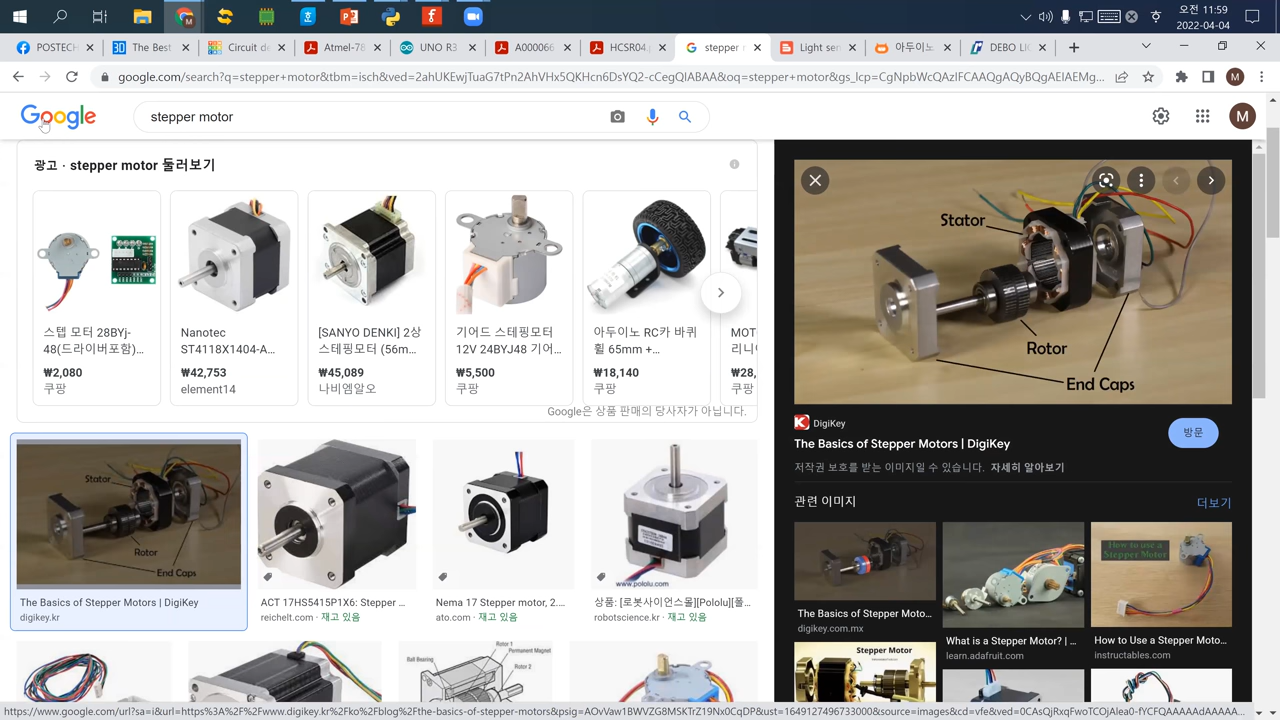 오전 11:59
2022-04-04
POSTECH
The Best
Circuit de
Atmel-78
UNO R3
A000066
HCSR04.
stepper m
Light sen
아두이노
DEBO LIG
google.com/search?q=stepper+motor&tbm=isch&ved=2ahUKEwjTuaG7tPn2AhVHx5QKHcn6DsYQ2-cCegQIABAA&oq=stepper+motor&gs_lcp=CgNpbWcQAzIFCAAQgAQyBQgAEIAEMg...
M
Google
stepper motor
M
광고 · stepper motor 둘러보기
스텝 모터 28BYj-
48(드라이버포함)...
₩2,080
쿠팡
Nanotec
ST4118X1404-A...
₩42,753
element14
[SANYO DENKI] 2상
스테핑모터 (56m...
₩45,089
나비엠알오
기어드 스테핑모터
12V 24BYJ48 기어...
₩5,500
쿠팡
아두이노 RC카 바퀴
휠 65mm +...
₩18,140
쿠팡
MOT
리니어
₩28,
쿠팡
Google은 상품 판매의 당사자가 아닙니다.
Stator
Rotor
End Caps
The Basics of Stepper Motors | DigiKey
digikey.kr
ACT 17HS5415P1X6: Stepper ...
reichelt.com · 재고 있음
Nema 17 Stepper motor, 2....
ato.com · 재고 있음
www.pololu.com
상품: [로봇사이언스몰][Pololu][폴...
robotscience.kr · 재고 있음
Ball Bearing
Rotor 1
Permanent Magnet
Rotor 2
Stator
Rotor
End Caps
DigiKey
The Basics of Stepper Motors | DigiKey
방문
저작권 보호를 받는 이미지일 수 있습니다. 자세히 알아보기
관련 이미지
더보기
The Basics of Stepper Moto...
digikey.com.mx
What is a Stepper Motor? | ...
learn.adafruit.com
How to use a
Stepper Motor
How to Use a Stepper Moto...
instructables.com
Stepper Motor